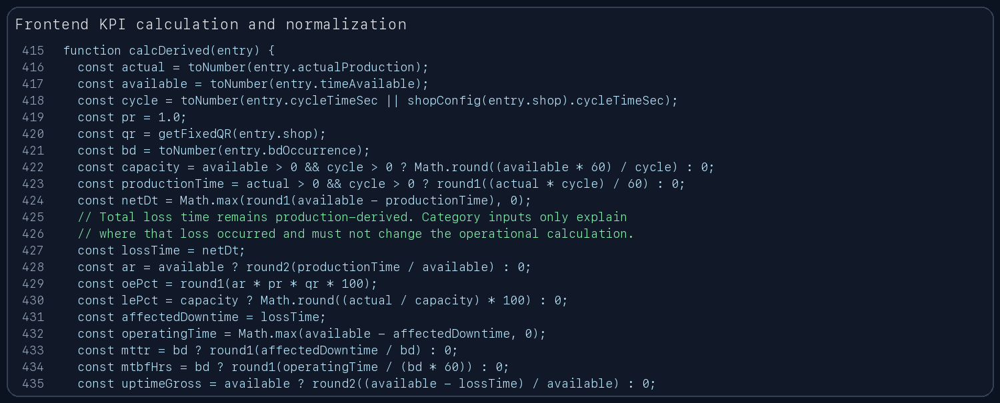 Frontend KPI calculation and normalization
415 function calcDerived(entry) {
416 const actual = toNumber(entry.actualProduction);
417 const available = toNumber(entry.timeAvailable);
418 const cycle = toNumber(entry.cycleTimeSec || shopConfig(entry.shop).cycleTimeSec);
419 const pr = 1.0;
420 const qr = getFixedQR(entry.shop);
421 const bd = toNumber(entry.bdOccurrence);
422 const capacity = available > 0 && cycle > 0 ? Math.round((available * 60) / cycle) : 0;
423 const productionTime = actual > 0 && cycle > 0 ? round1((actual * cycle) / 60) : 0;
424 const netDt = Math.max(round1(available – productionTime), 0);
425 // Total loss time remains production–derived. Category inputs only explain
426 // where that loss occurred and must not change the operational calculation.
427 const lossTime = netDt;
428 const ar = available ? round2(productionTime / available) : 0;
429 const oePct = round1(ar * pr * qr * 100);
430 const lePct = capacity ? Math.round((actual / capacity) * 100) : 0;
431 const affectedDowntime = lossTime;
432 const operatingTime = Math.max(available – affectedDowntime, 0);
433 const mttr = bd ? round1(affectedDowntime / bd) : 0;
434 const mtbfHrs = bd ? round1(operatingTime / (bd * 60)) : 0;
435 const uptimeGross = available ? round2((available – lossTime) / available) : 0;